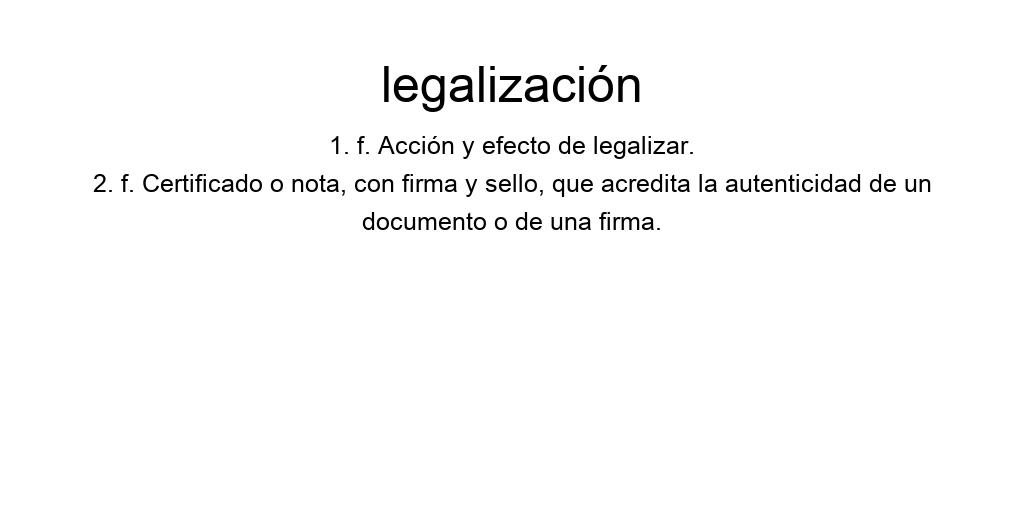 legalización
1. f. Acción y efecto de legalizar.
2. f. Certificado o nota, con firma y sello, que acredita la autenticidad de un
documento o de una firma.